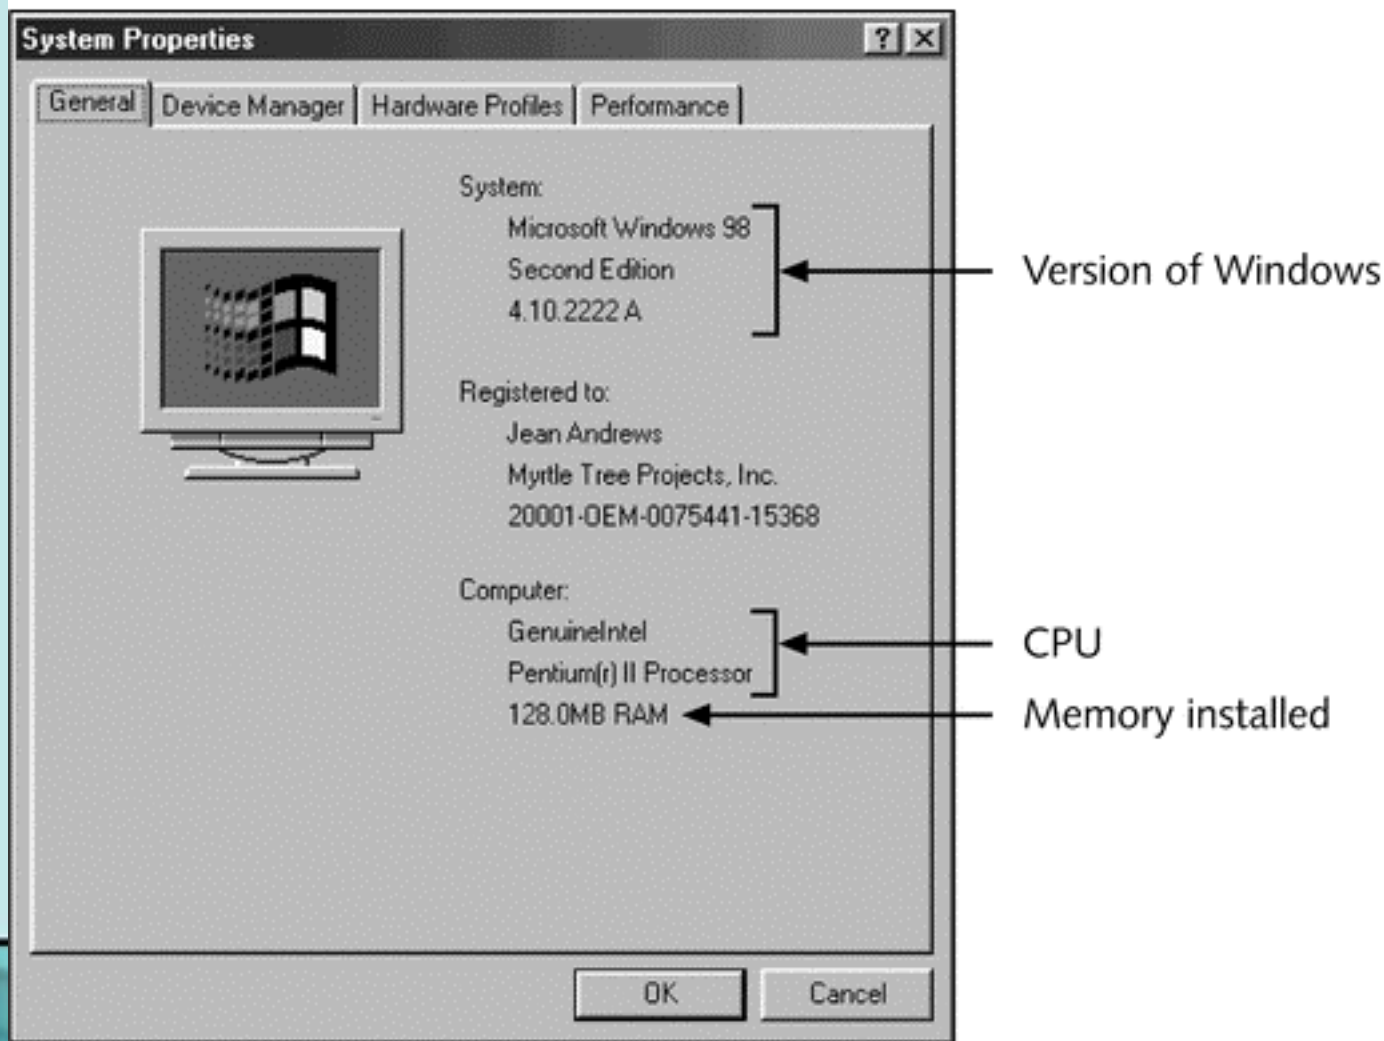 System Properties
General Device Manager Hardware Profiles Performance
System:
Microsoft Windows 98
Second Edition
4.10.2222 A
Version of Windows
Registered to:
Jean Andrews
Myrtle Tree Projects, Inc.
20001-OEM-0075441-15368
Computer:
GenuineIntel
Pentium(r) II Processor
CPU
128.0MB RAM
Memory installed
OK Cancel